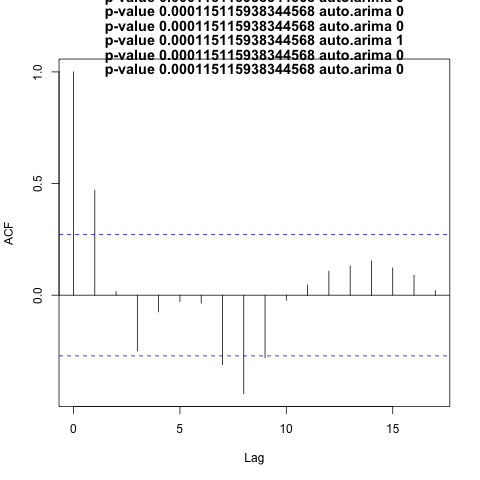 p-value 0.000115115938344568 auto.arima 0
p-value 0.000115115938344568 auto.arima 0
p-value 0.000115115938344568 auto.arima 1
p-value 0.000115115938344568 auto.arima 0
p-value 0.000115115938344568 auto.arima 0
1.0
0.5
0.0
ACF
0
5
10
15
Lag